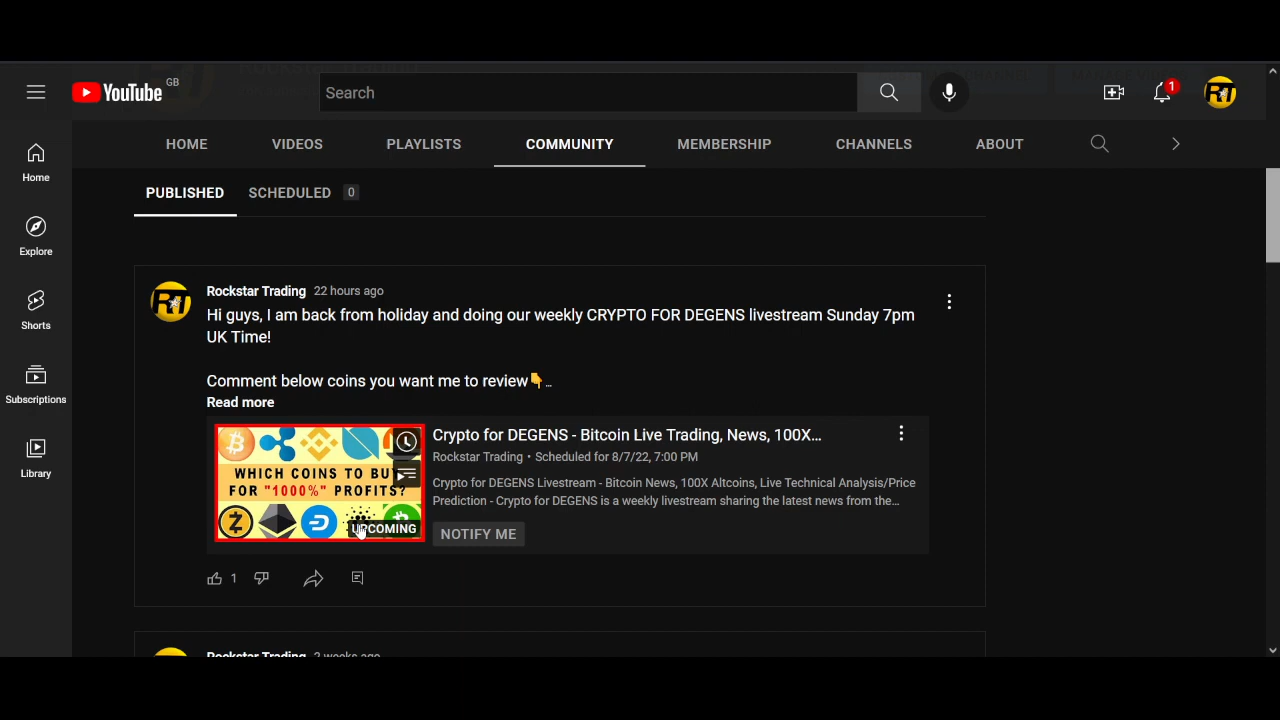 YouTube GB
Search
1
RT
HOME VIDEOS PLAYLISTS COMMUNITY MEMBERSHIP CHANNELS ABOUT
Home
Explore
Shorts
Subscriptions
Library
PUBLISHED SCHEDULED 0
RT
Rockstar Trading 22 hours ago
Hi guys, I am back from holiday and doing our weekly CRYPTO FOR DEGENS livestream Sunday 7pm
UK Time!
Comment below coins you want me to review👇...
Read more
WHICH COINS TO BUY
FOR "1000%" PROFITS?
UPCOMING
Crypto for DEGENS - Bitcoin Live Trading, News, 100X...
Rockstar Trading • Scheduled for 8/7/22, 7:00 PM
Crypto for DEGENS Livestream - Bitcoin News, 100X Altcoins, Live Technical Analysis/Price
Prediction - Crypto for DEGENS is a weekly livestream sharing the latest news from the...
NOTIFY ME
1
Rockstar Trading 2 weeks ago